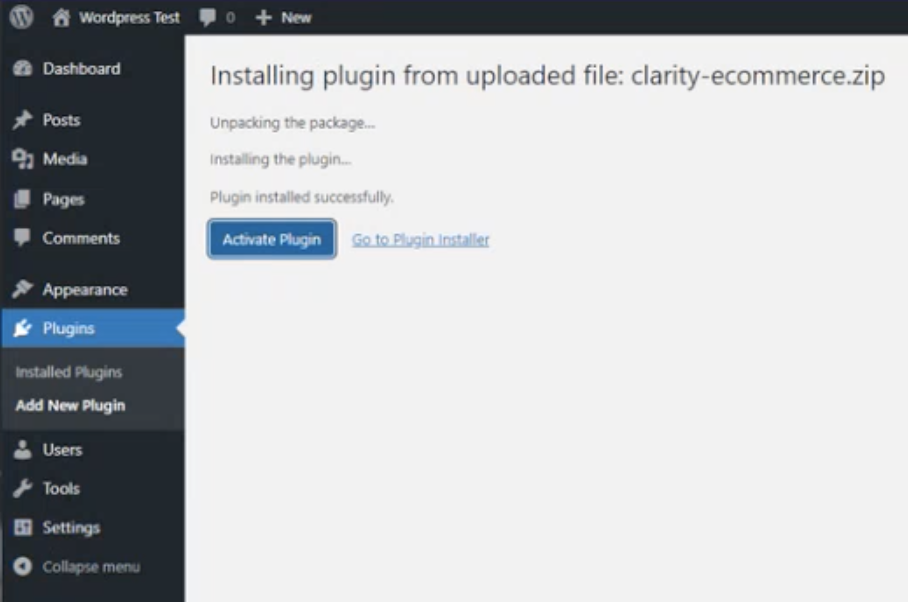 Wordpress Test 0 New
Dashboard
Posts
Media
Pages
Comments
Appearance
Plugins
Installed Plugins
Add New Plugin
Users
Tools
Settings
Collapse menu
Installing plugin from uploaded file: clarity-ecommerce.zip
Unpacking the package...
Installing the plugin...
Plugin installed successfully.
Activate Plugin Go to Plugin Installer